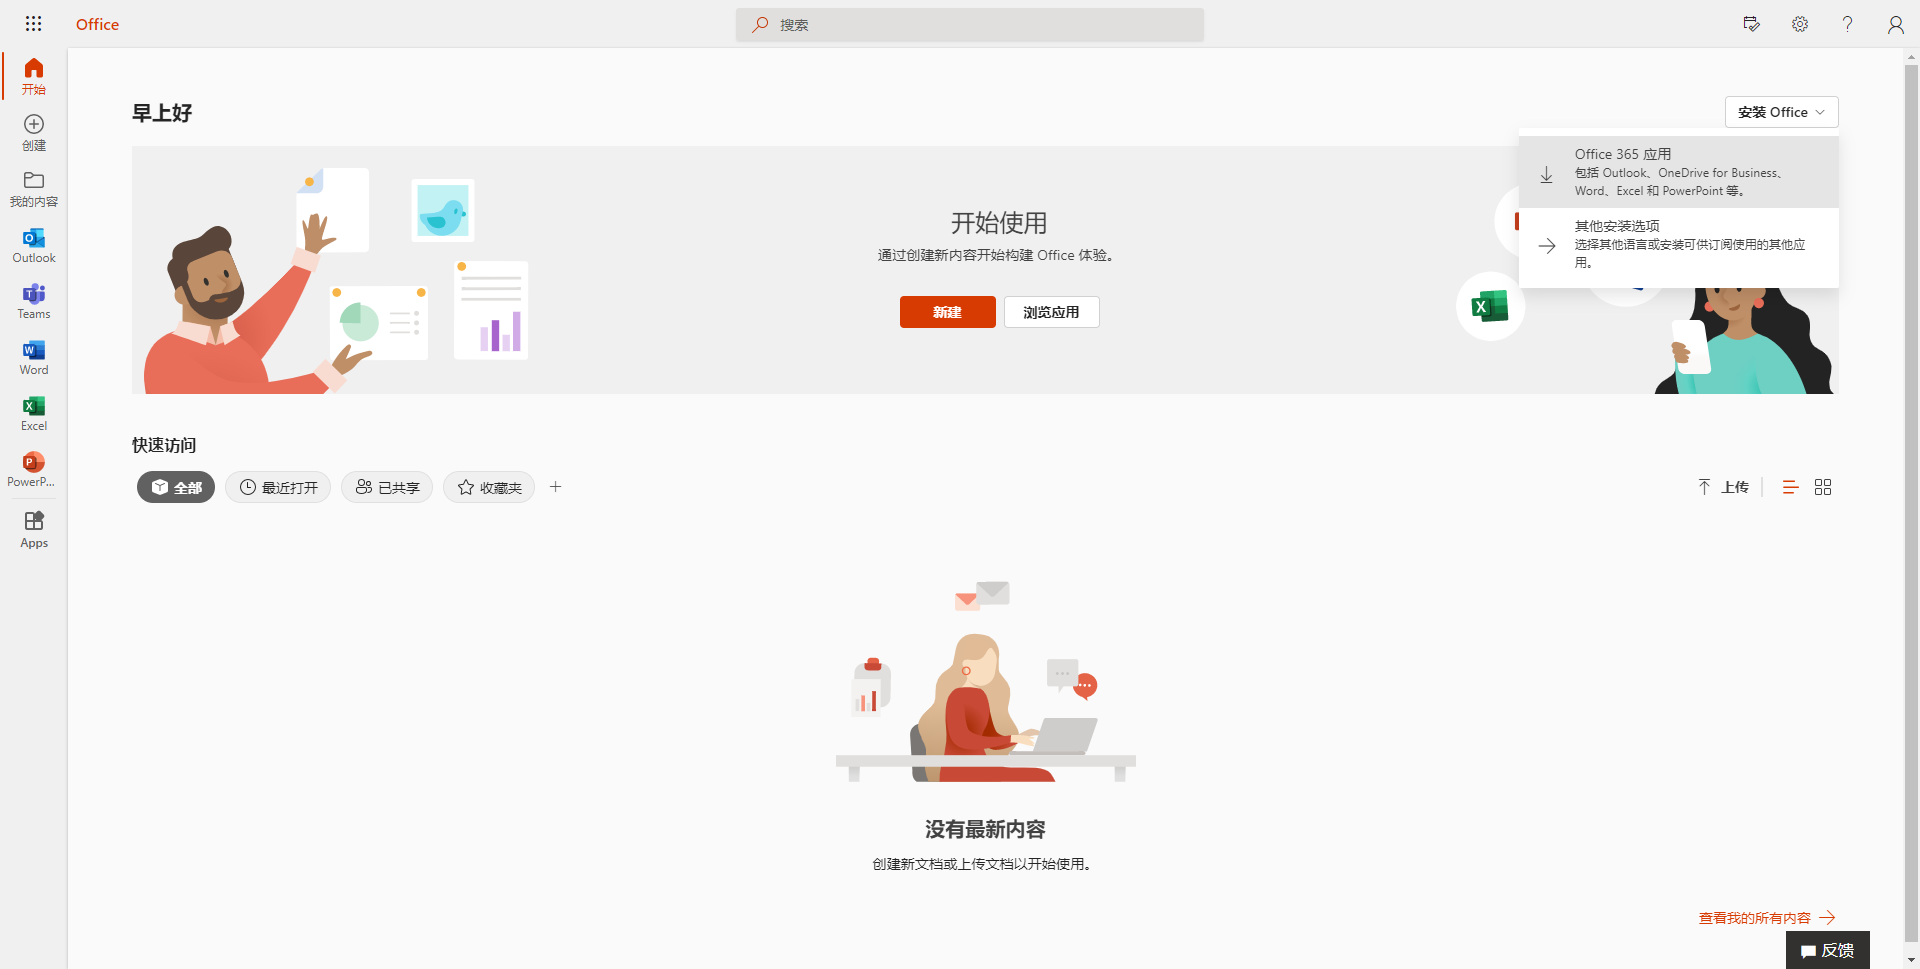 Office
搜索
开始
创建
我的内容
Outlook
Teams
Word
Excel
PowerP...
Apps
早上好
安装 Office
Office 365 应用
包括 Outlook、OneDrive for Business、
Word、Excel 和 PowerPoint 等。
其他安装选项
选择其他语言或安装可供订阅使用的其他应
用。
开始使用
通过创建新内容开始构建 Office 体验。
新建
浏览应用
快速访问
全部
最近打开
已共享
收藏夹
上传
没有最新内容
创建新文档或上传文档以开始使用。
查看我的所有内容
反馈